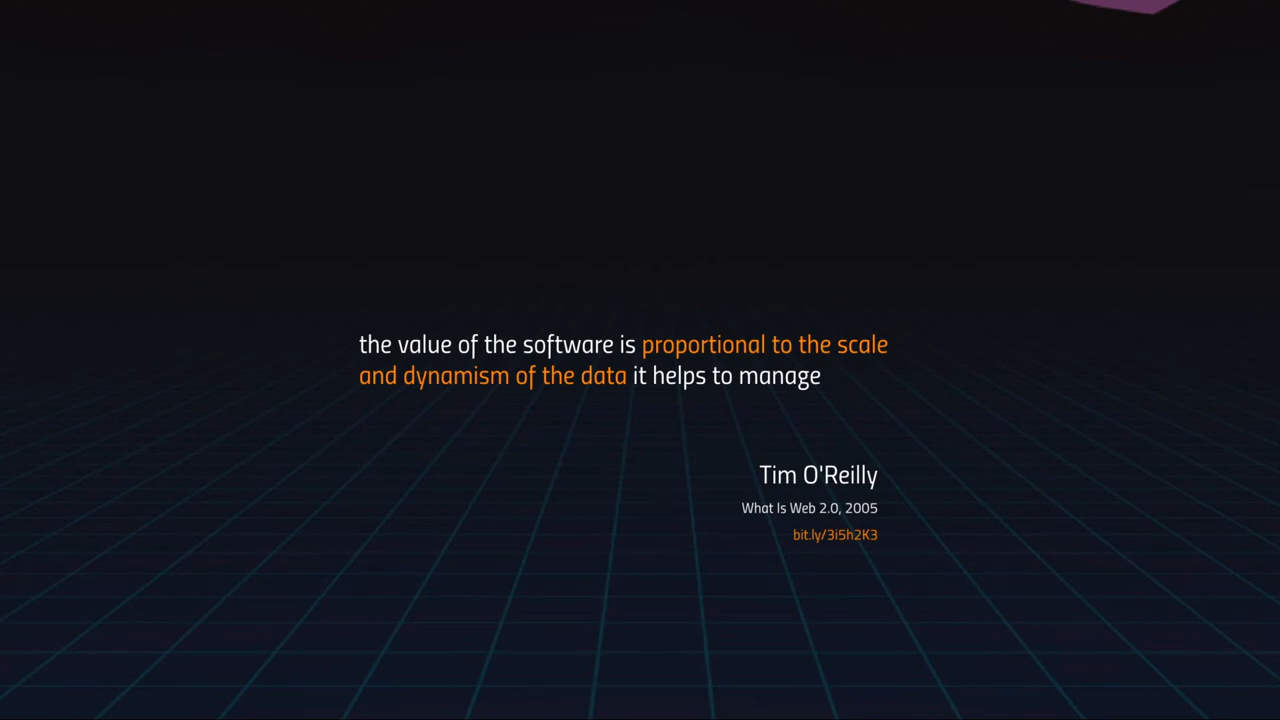 the value of the software is proportional to the scale
and dynamism of the data it helps to manage
Tim O'Reilly
What Is Web 2.0, 2005
bit.ly/3i5h2K3